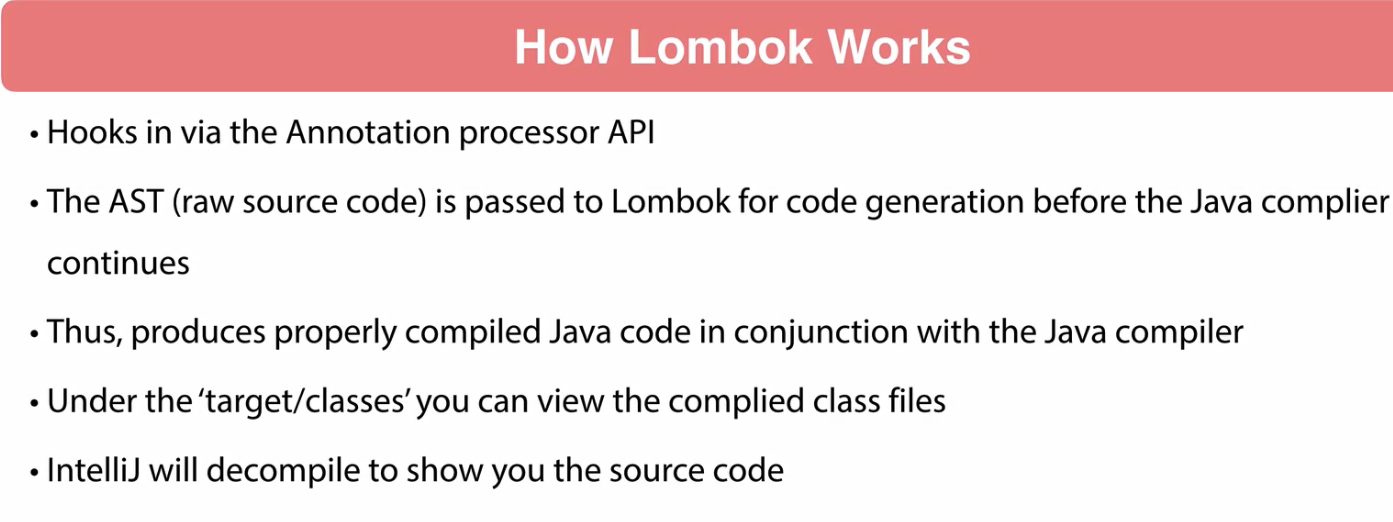 How Lombok Works
• Hooks in via the Annotation processor API
• The AST (raw source code) is passed to Lombok for code generation before the Java complier
continues
• Thus, produces properly compiled Java code in conjunction with the Java compiler
• Under the ‘target/classes’ you can view the complied class files
• IntelliJ will decompile to show you the source code